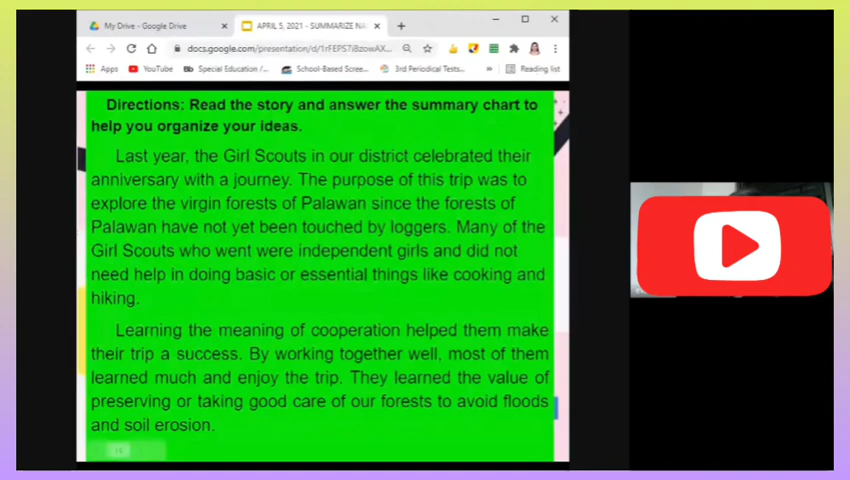 My Drive - Google Drive
APRIL 5, 2021 - SUMMARIZE NA
docs.google.com/presentation/d/1rFEPS7iBzowAX...
Apps
YouTube
Bb Special Education /...
School-Based Scree...
3rd Periodical Tests...
Reading list
Directions: Read the story and answer the summary chart to
help you organize your ideas.
Last year, the Girl Scouts in our district celebrated their
anniversary with a journey. The purpose of this trip was to
explore the virgin forests of Palawan since the forests of
Palawan have not yet been touched by loggers. Many of the
Girl Scouts who went were independent girls and did not
need help in doing basic or essential things like cooking and
hiking.
Learning the meaning of cooperation helped them make
their trip a success. By working together well, most of them
learned much and enjoy the trip. They learned the value of
preserving or taking good care of our forests to avoid floods
and soil erosion.